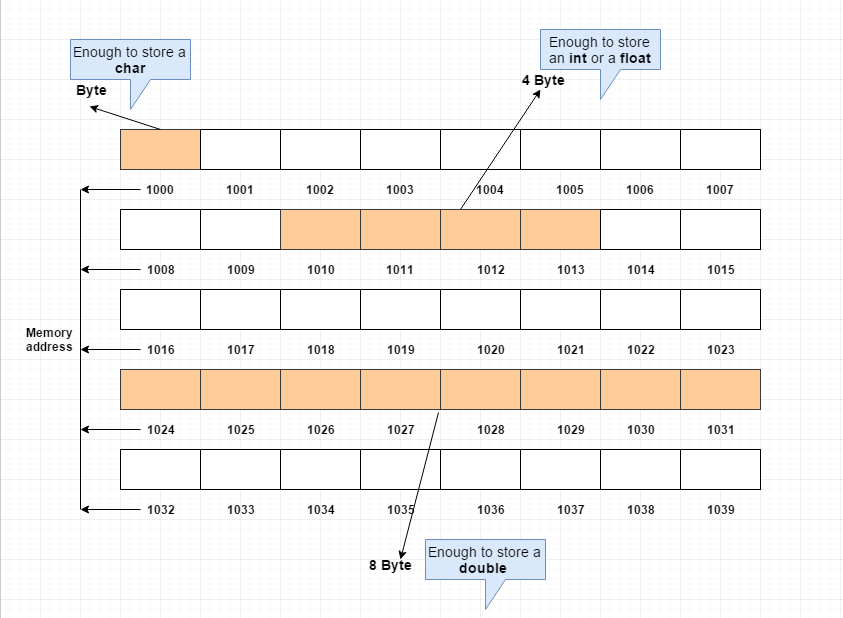 Enough to store a
char
Enough to store
an int or a float
Byte
4 Byte
1000 1001 1002 1003 1004 1005 1006 1007
1008 1009 1010 1011 1012 1013 1014 1015
Memory
address
1016 1017 1018 1019 1020 1021 1022 1023
1024 1025 1026 1027 1028 1029 1030 1031
1032 1033 1034 1035 1036 1037 1038 1039
8 Byte
Enough to store a
double